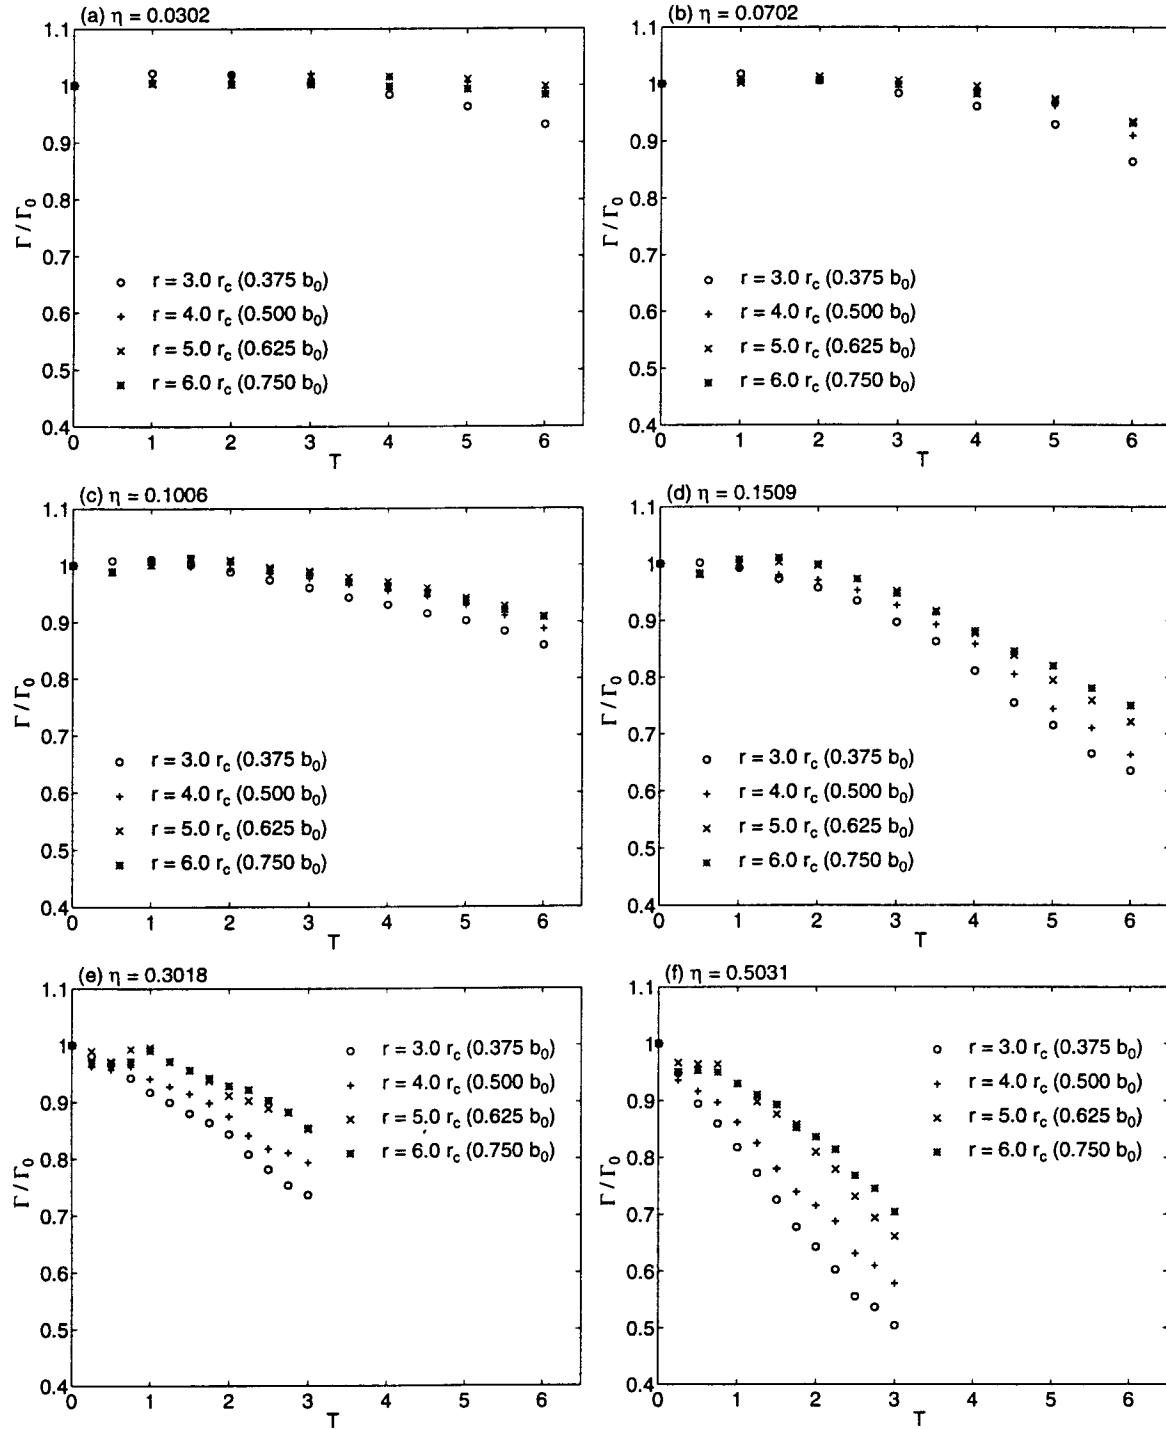 (a) η = 0.0302
1.1
1
0.9
0.8
0.7
0.6
0.5
0.4
Γ / Γ0
r = 3.0 rc (0.375 b0)
r = 4.0 rc (0.500 b0)
r = 5.0 rc (0.625 b0)
r = 6.0 rc (0.750 b0)
0 1 2 3 4 5 6
T
(b) η = 0.0702
1.1
1
0.9
0.8
0.7
0.6
0.5
0.4
Γ / Γ0
r = 3.0 rc (0.375 b0)
r = 4.0 rc (0.500 b0)
r = 5.0 rc (0.625 b0)
r = 6.0 rc (0.750 b0)
0 1 2 3 4 5 6
T
(c) η = 0.1006
1.1
1
0.9
0.8
0.7
0.6
0.5
0.4
Γ / Γ0
r = 3.0 rc (0.375 b0)
r = 4.0 rc (0.500 b0)
r = 5.0 rc (0.625 b0)
r = 6.0 rc (0.750 b0)
0 1 2 3 4 5 6
T
(d) η = 0.1509
1.1
1
0.9
0.8
0.7
0.6
0.5
0.4
Γ / Γ0
r = 3.0 rc (0.375 b0)
r = 4.0 rc (0.500 b0)
r = 5.0 rc (0.625 b0)
r = 6.0 rc (0.750 b0)
0 1 2 3 4 5 6
T
(e) η = 0.3018
1.1
1
0.9
0.8
0.7
0.6
0.5
0.4
Γ / Γ0
r = 3.0 rc (0.375 b0)
r = 4.0 rc (0.500 b0)
r = 5.0 rc (0.625 b0)
r = 6.0 rc (0.750 b0)
0 1 2 3 4 5 6
T
(f) η = 0.5031
1.1
1
0.9
0.8
0.7
0.6
0.5
0.4
Γ / Γ0
r = 3.0 rc (0.375 b0)
r = 4.0 rc (0.500 b0)
r = 5.0 rc (0.625 b0)
r = 6.0 rc (0.750 b0)
0 1 2 3 4 5 6
T